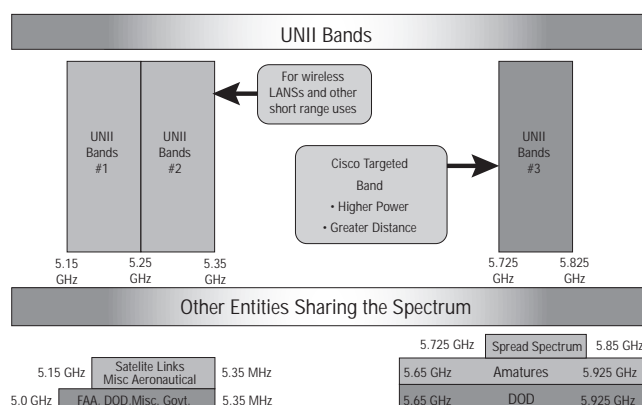 UNII Bands
For wireless
LANSs and other
short range uses
UNII
Bands
#1
UNII
Bands
#2
UNII
Bands
#3
Cisco Targeted
Band
• Higher Power
• Greater Distance
5.15
GHz
5.25
GHz
5.35
GHz
5.725
GHz
5.825
GHz
Other Entities Sharing the Spectrum
5.725 GHz Spread Spectrum 5.85 GHz
5.15 GHz Satelite Links
Misc Aeronautical 5.35 MHz
5.65 GHz Amatures 5.925 GHz
5.0 GHz FAA, DOD,Misc. Govt. 5.35 MHz
5.65 GHz DOD 5.925 GHz